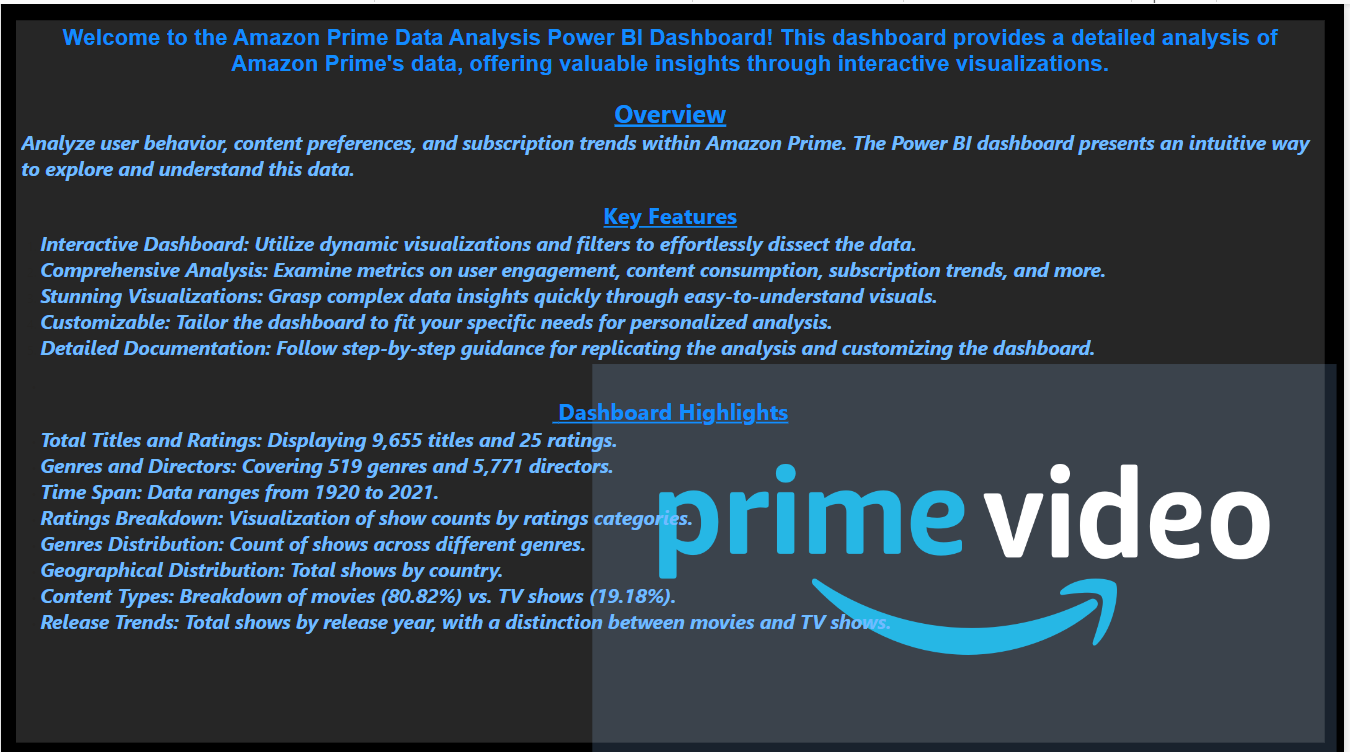 Welcome to the Amazon Prime Data Analysis Power BI Dashboard! This dashboard provides a detailed analysis of
Amazon Prime's data, offering valuable insights through interactive visualizations.
Overview
Analyze user behavior, content preferences, and subscription trends within Amazon Prime. The Power BI dashboard presents an intuitive way
to explore and understand this data.
Key Features
Interactive Dashboard: Utilize dynamic visualizations and filters to effortlessly dissect the data.
Comprehensive Analysis: Examine metrics on user engagement, content consumption, subscription trends, and more.
Stunning Visualizations: Grasp complex data insights quickly through easy-to-understand visuals.
Customizable: Tailor the dashboard to fit your specific needs for personalized analysis.
Detailed Documentation: Follow step-by-step guidance for replicating the analysis and customizing the dashboard.
Dashboard Highlights
Total Titles and Ratings: Displaying 9,655 titles and 25 ratings.
Genres and Directors: Covering 519 genres and 5,771 directors.
Time Span: Data ranges from 1920 to 2021.
Ratings Breakdown: Visualization of show counts by ratings categories.
Genres Distribution: Count of shows across different genres.
Geographical Distribution: Total shows by country.
Content Types: Breakdown of movies (80.82%) vs. TV shows (19.18%).
Release Trends: Total shows by release year, with a distinction between movies and TV shows.
prime video